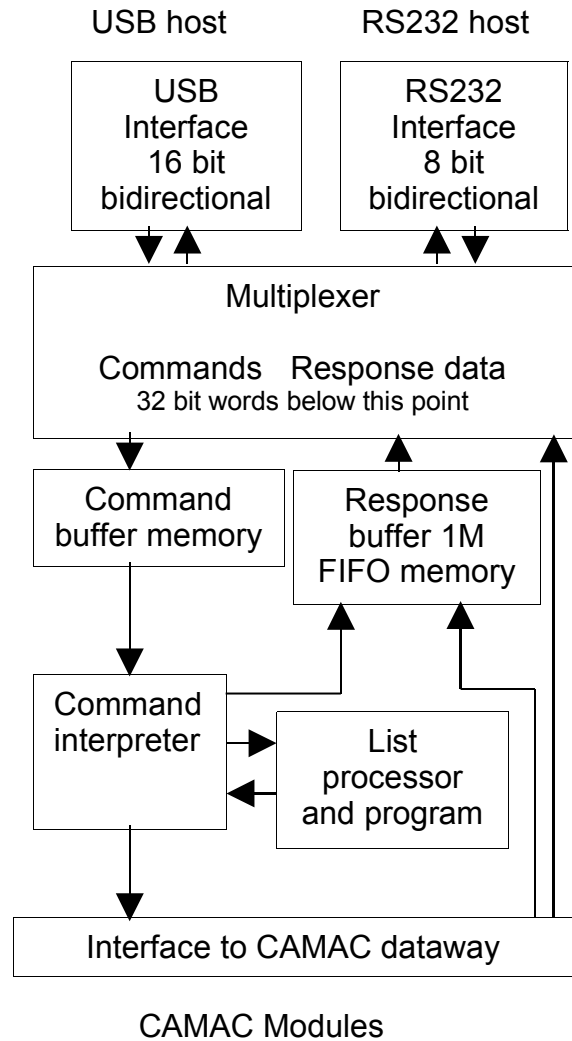 USB host
RS232 host
USB
Interface
16 bit
bidirectional
RS232
Interface
8 bit
bidirectional
Multiplexer
Commands Response data
32 bit words below this point
Command
buffer memory
Response
buffer 1M
FIFO memory
Command
interpreter
List
processor
and program
Interface to CAMAC dataway
CAMAC Modules